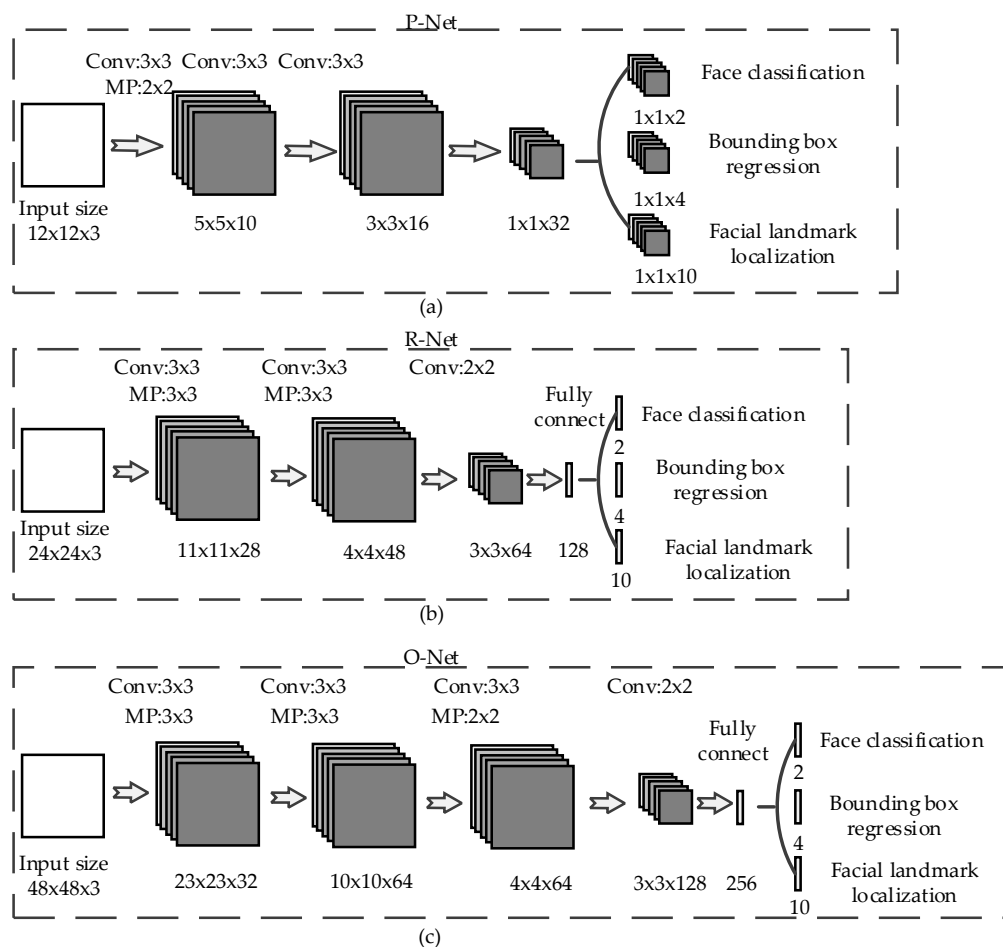 P-Net
Conv:3x3 Conv:3x3 Conv:3x3
MP:2x2
Face classification
1x1x2
Bounding box
regression
1x1x4
Input size
12x12x3
5x5x10
3x3x16
1x1x32
Facial landmark
localization
1x1x10
(a)
R-Net
Conv:3x3
MP:3x3
Conv:3x3
MP:3x3
Conv:2x2
Fully
connect
Face classification
2
Bounding box
regression
4
Input size
24x24x3
11x11x28
4x4x48
3x3x64
128
Facial landmark
localization
10
(b)
O-Net
Conv:3x3
MP:3x3
Conv:3x3
MP:3x3
Conv:3x3
MP:2x2
Conv:2x2
Fully
connect
Face classification
2
Bounding box
regression
4
Input size
48x48x3
23x23x32
10x10x64
4x4x64
3x3x128
256
Facial landmark
localization
10
(c)